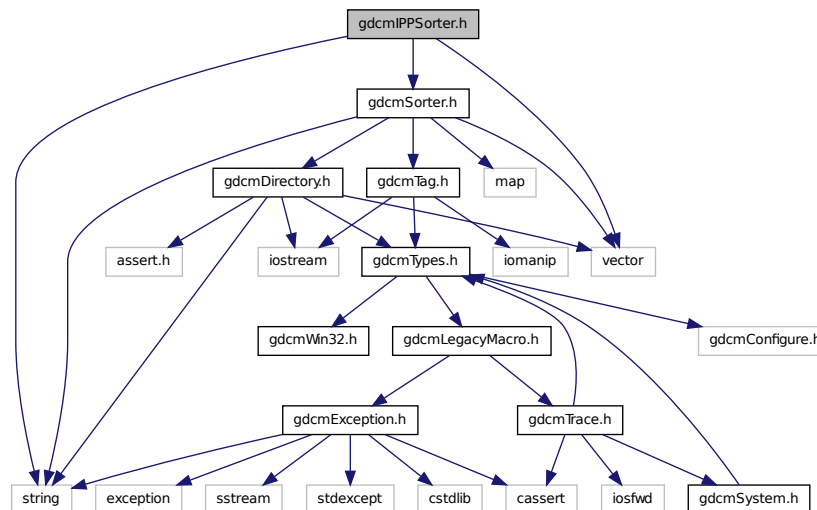 gdcmIPPSorter.h
gdcmSorter.h
gdcmDirectory.h
gdcmTag.h
map
assert.h
iostream
gdcmTypes.h
iomanip
vector
gdcmWin32.h
gdcmLegacyMacro.h
gdcmConfigure.h
gdcmException.h
gdcmTrace.h
string
exception
sstream
stdexcept
cstdlib
cassert
iosfwd
gdcmSystem.h